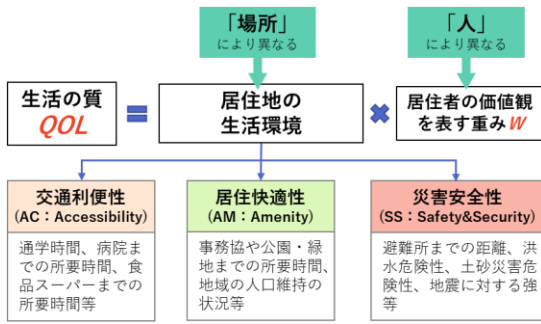 「場所」
により異なる
「人」
により異なる
生活の質
QOL
=
居住地の
生活環境
×
居住者の価値観
を表す重みW
交通利便性
(AC：Accessibility)
通学時間、病院ま
での所要時間、食
品スーパーまでの
所要時間等
居住快適性
(AM：Amenity)
事務協や公園・緑
地までの所要時間、
地域の人口維持の
状況等
災害安全性
(SS：Safety&Security)
避難所までの距離、洪
水危険性、土砂災害危
険性、地震に対する強
等